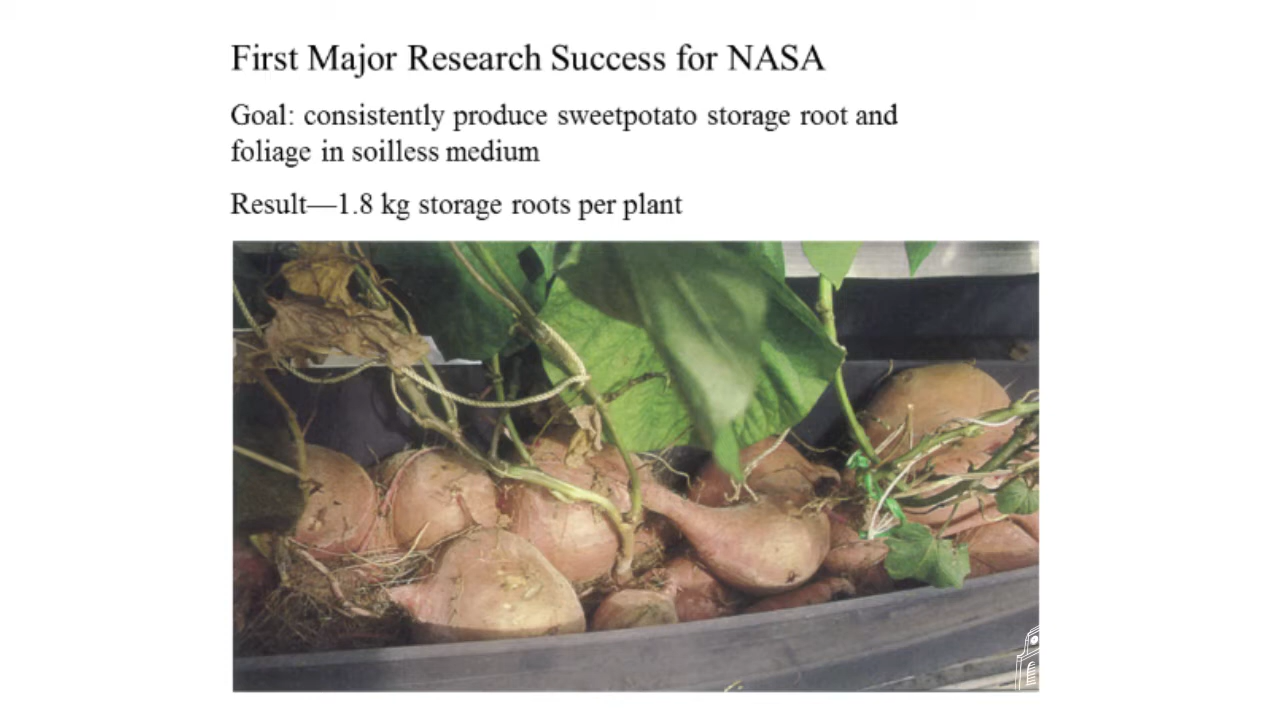 First Major Research Success for NASA
Goal: consistently produce sweetpotato storage root and
foliage in soilless medium
Result—1.8 kg storage roots per plant